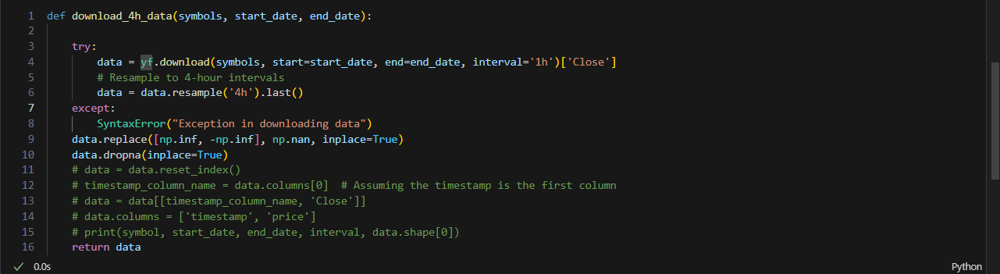 1 def download_4h_data(symbols, start_date, end_date):
2
3 try:
4 data = yf.download(symbols, start=start_date, end=end_date, interval='1h')['Close']
5 # Resample to 4-hour intervals
6 data = data.resample('4h').last()
7 except:
8 SyntaxError("Exception in downloading data")
9 data.replace([np.inf, -np.inf], np.nan, inplace=True)
10 data.dropna(inplace=True)
11 # data = data.reset_index()
12 # timestamp_column_name = data.columns[0]  # Assuming the timestamp is the first column
13 # data = data[[timestamp_column_name, 'Close']]
14 # data.columns = ['timestamp', 'price']
15 # print(symbol, start_date, end_date, interval, data.shape[0])
16 return data
✓ 0.0s Python